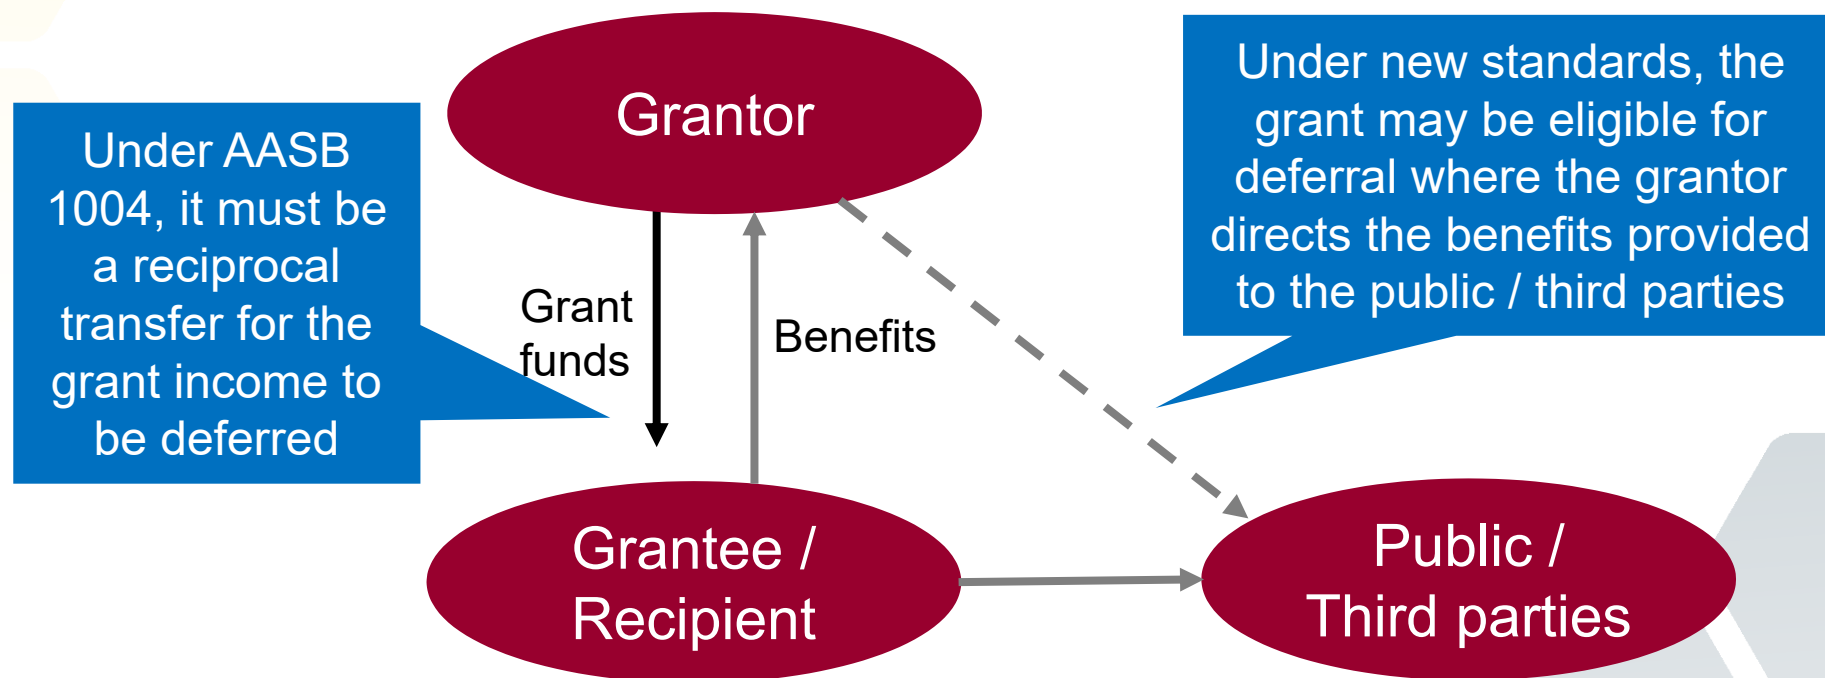 Grantor
Under AASB
1004, it must be
a reciprocal
transfer for the
grant income to
be deferred
Under new standards, the
grant may be eligible for
deferral where the grantor
directs the benefits provided
to the public / third parties
Grant
funds
Benefits
Grantee /
Recipient
Public /
Third parties